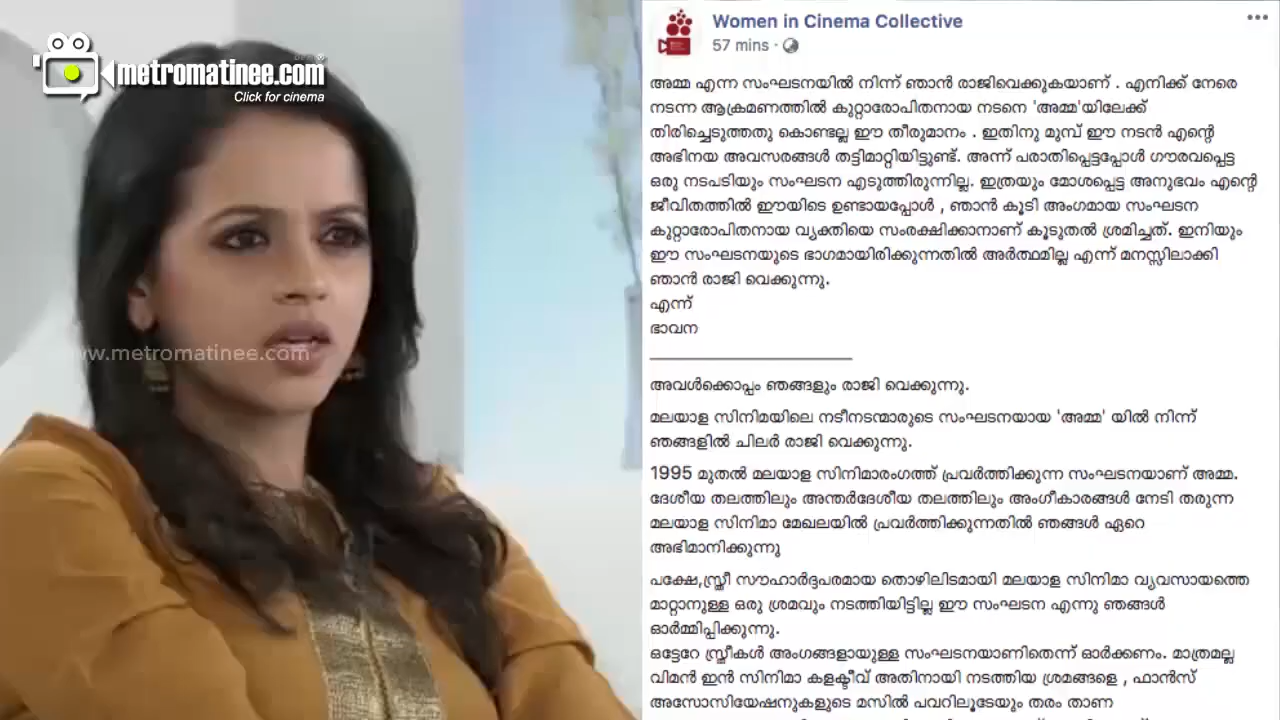 metromatinee.com
Click for cinema
www.metromatinee.com
Women in Cinema Collective
57 mins ·
അമ്മ എന്ന സംഘടനയിൽ നിന്ന് ഞാൻ രാജിവെക്കുകയാണ് . എനിക്ക് നേരെ
നടന്ന ആക്രമണത്തിൽ കുറ്റാരോപിതനായ നടനെ 'അമ്മ'യിലേക്ക്
തിരിച്ചെടുത്തതു കൊണ്ടല്ല ഈ തീരുമാനം . ഇതിനു മുമ്പ് ഈ നടൻ എന്റെ
അഭിനയ അവസരങ്ങൾ തട്ടിമാറ്റിയിട്ടുണ്ട്. അന്ന് പരാതിപ്പെട്ടപ്പോൾ ഗൗരവപ്പെട്ട
ഒരു നടപടിയും സംഘടന എടുത്തിരുന്നില്ല. ഇത്രയും മോശപ്പെട്ട അനുഭവം എന്റെ
ജീവിതത്തിൽ ഈയിടെ ഉണ്ടായപ്പോൾ , ഞാൻ കൂടി അംഗമായ സംഘടന
കുറ്റാരോപിതനായ വ്യക്തിയെ സംരക്ഷിക്കാനാണ് കൂടുതൽ ശ്രമിച്ചത്. ഇനിയും
ഈ സംഘടനയുടെ ഭാഗമായിരിക്കുന്നതിൽ അർത്ഥമില്ല എന്ന് മനസ്സിലാക്കി
ഞാൻ രാജി വെക്കുന്നു.
എന്ന്
ഭാവന
അവൾക്കൊപ്പം ഞങ്ങളും രാജി വെക്കുന്നു.
മലയാള സിനിമയിലെ നടീനടന്മാരുടെ സംഘടനയായ 'അമ്മ' യിൽ നിന്ന്
ഞങ്ങളിൽ ചിലർ രാജി വെക്കുന്നു.
1995 മുതൽ മലയാള സിനിമാരംഗത്ത് പ്രവർത്തിക്കുന്ന സംഘടനയാണ് അമ്മ.
ദേശീയ തലത്തിലും അന്തർദേശീയ തലത്തിലും അംഗീകാരങ്ങൾ നേടി തരുന്ന
മലയാള സിനിമാ മേഖലയിൽ പ്രവർത്തിക്കുന്നതിൽ ഞങ്ങൾ ഏറെ
അഭിമാനിക്കുന്നു
പക്ഷേ,സ്ത്രീ സൗഹാർദ്ദപരമായ തൊഴിലിടമായി മലയാള സിനിമാ വ്യവസായത്തെ
മാറ്റാനുള്ള ഒരു ശ്രമവും നടത്തിയിട്ടില്ല ഈ സംഘടന എന്നു ഞങ്ങൾ
ഓർമ്മിപ്പിക്കുന്നു.
ഒട്ടേറേ സ്ത്രീകൾ അംഗങ്ങളായുള്ള സംഘടനയാണിതെന്ന് ഓർക്കണം. മാത്രമല്ല
വിമൻ ഇൻ സിനിമാ കളക്ടീവ് അതിനായി നടത്തിയ ശ്രമങ്ങളെ , ഫാൻസ്
അസോസിയേഷനുകളുടെ മസിൽ പവറിലൂടേയും തരം താണ